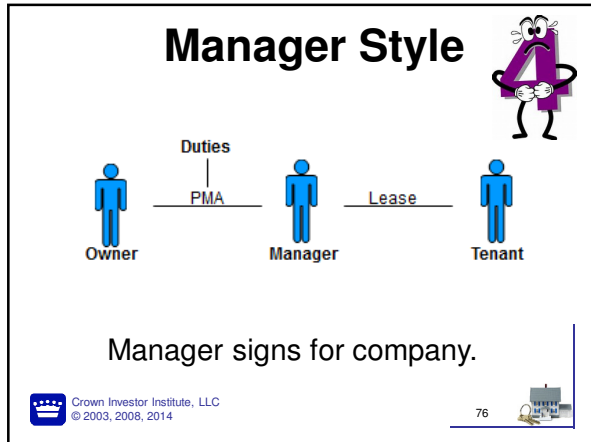 Manager Style
4
Duties
PMA
Lease
Owner
Manager
Tenant
Manager signs for company.
Crown Investor Institute, LLC
© 2003, 2008, 2014
76